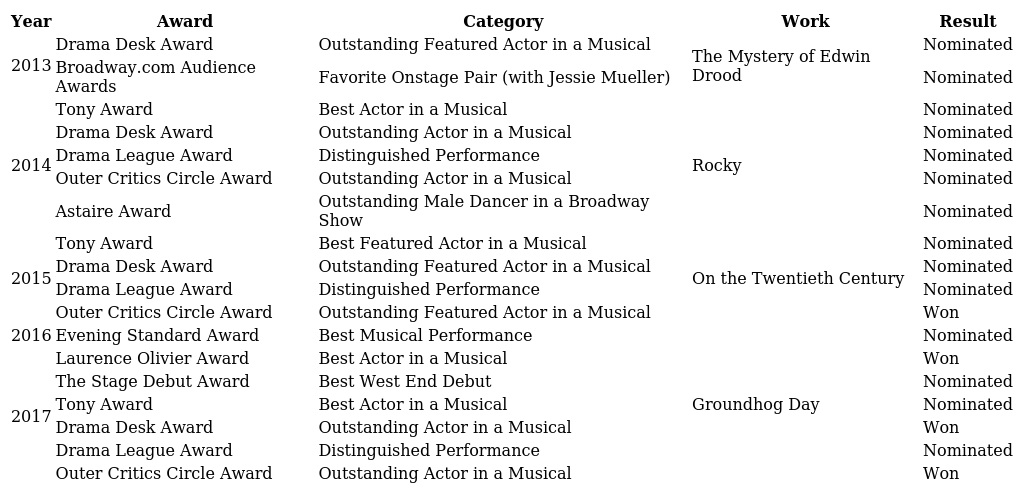 Year Award Category Work Result
Drama Desk Award Outstanding Featured Actor in a Musical Nominated
2013 The Mystery of Edwin
Drood
Broadway.com Audience
Awards Favorite Onstage Pair (with Jessie Mueller) Nominated
Tony Award Best Actor in a Musical Nominated
Drama Desk Award Outstanding Actor in a Musical Nominated
2014 Drama League Award Distinguished Performance Rocky Nominated
Outer Critics Circle Award Outstanding Actor in a Musical Nominated
Astaire Award Outstanding Male Dancer in a Broadway
Show Nominated
Tony Award Best Featured Actor in a Musical Nominated
Drama Desk Award Outstanding Featured Actor in a Musical Nominated
2015 On the Twentieth Century
Drama League Award Distinguished Performance Nominated
Outer Critics Circle Award Outstanding Featured Actor in a Musical Won
2016 Evening Standard Award Best Musical Performance Nominated
Laurence Olivier Award Best Actor in a Musical Won
The Stage Debut Award Best West End Debut Nominated
2017 Tony Award Best Actor in a Musical Groundhog Day Nominated
Drama Desk Award Outstanding Actor in a Musical Won
Drama League Award Distinguished Performance Nominated
Outer Critics Circle Award Outstanding Actor in a Musical Won